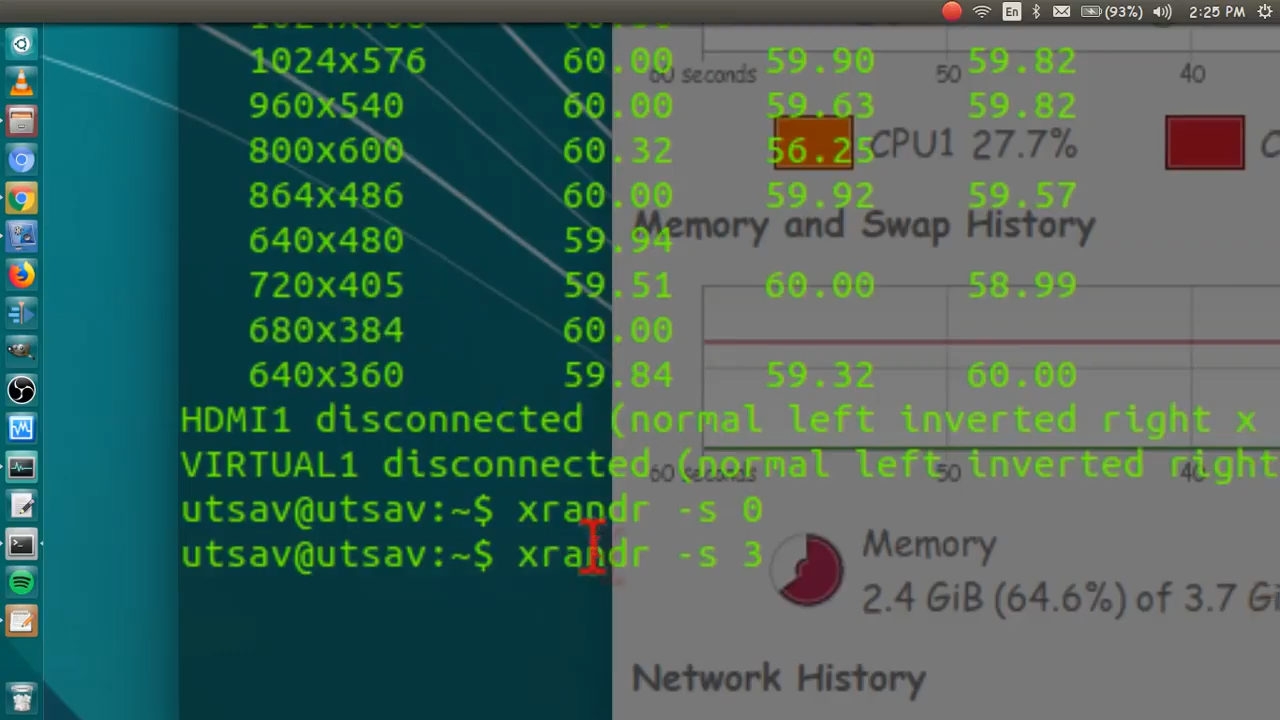 En (93%) 2:25 PM
1024x576 60.00 59.90 59.82
60 seconds 50 40
960x540 60.00 59.63 59.82
800x600 60.32 56.25
CPU1 27.7%
864x486 60.00 59.92 59.57
Memory and Swap History
640x480 59.94
720x405 59.51 60.00 58.99
680x384 60.00
640x360 59.84 59.32 60.00
HDMI1 disconnected (normal left inverted right x
VIRTUAL1 disconnected (normal left inverted right
60 seconds 50 40
utsav@utsav:~$ xrandr -s 0
utsav@utsav:~$ xrandr -s 3
Memory
2.4 GiB (64.6%) of 3.7
Network History